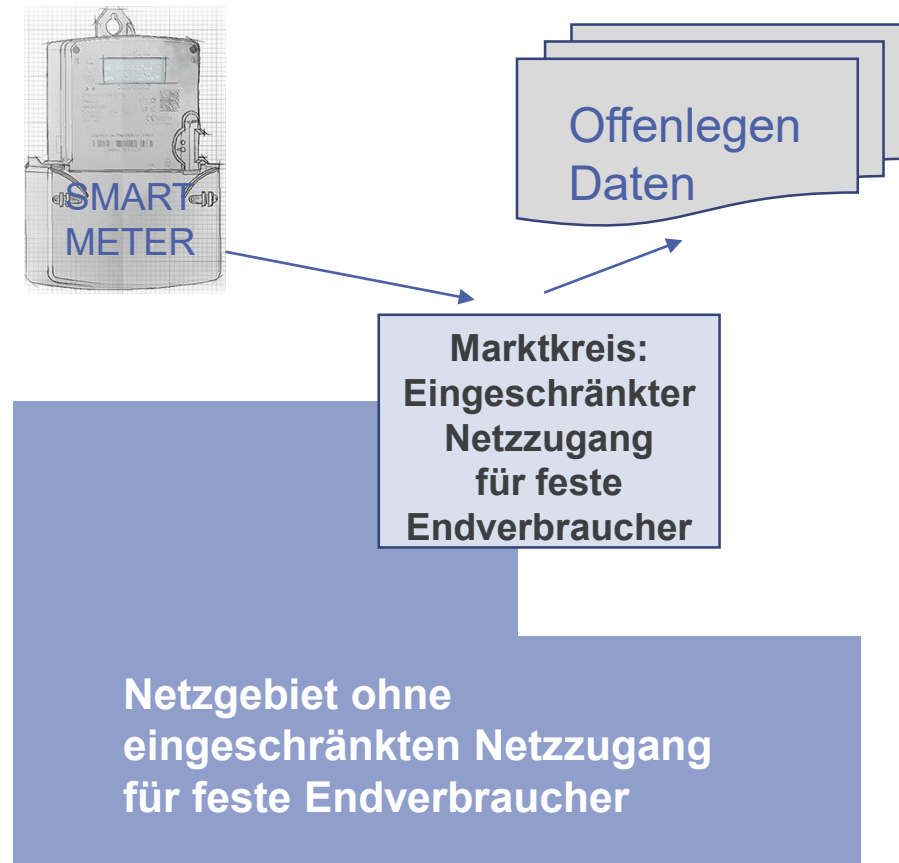 SMART
METER
Offenlegen
Daten
Marktkreis:
Eingeschränkter
Netzzugang
für feste
Endverbraucher
Netzgebiet ohne
eingeschränkten Netzzugang
für feste Endverbraucher